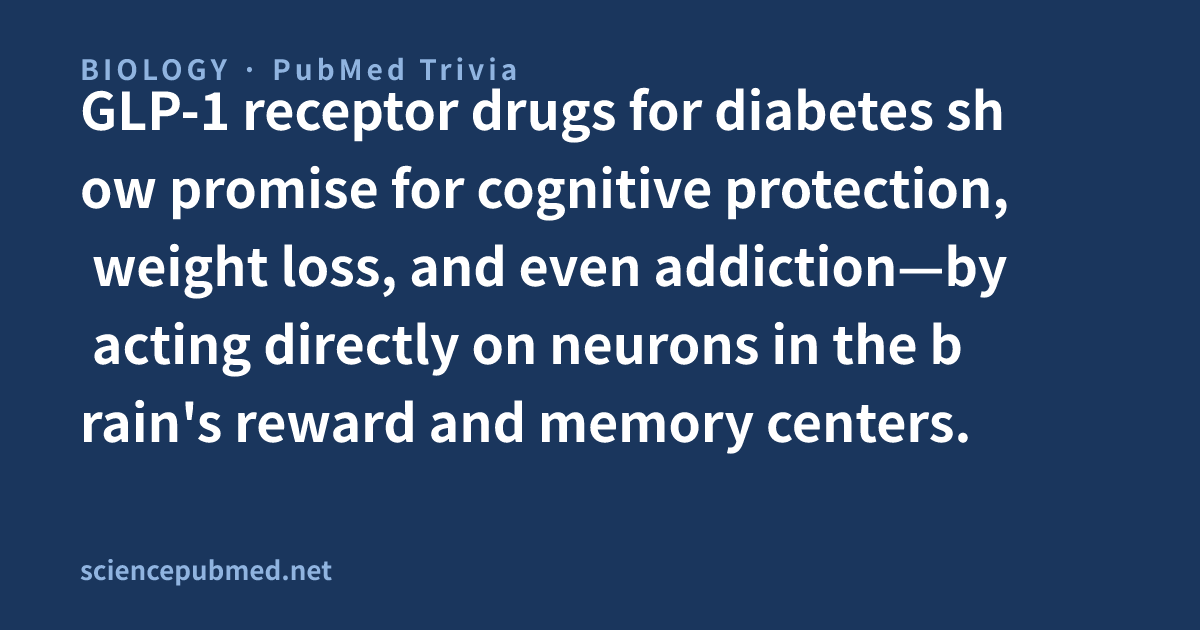 BIOLOGY · PubMed Trivia
GLP-1 receptor drugs for diabetes sh
ow promise for cognitive protection,
weight loss, and even addiction—by
acting directly on neurons in the b
rain's reward and memory centers.
sciencepubmed.net